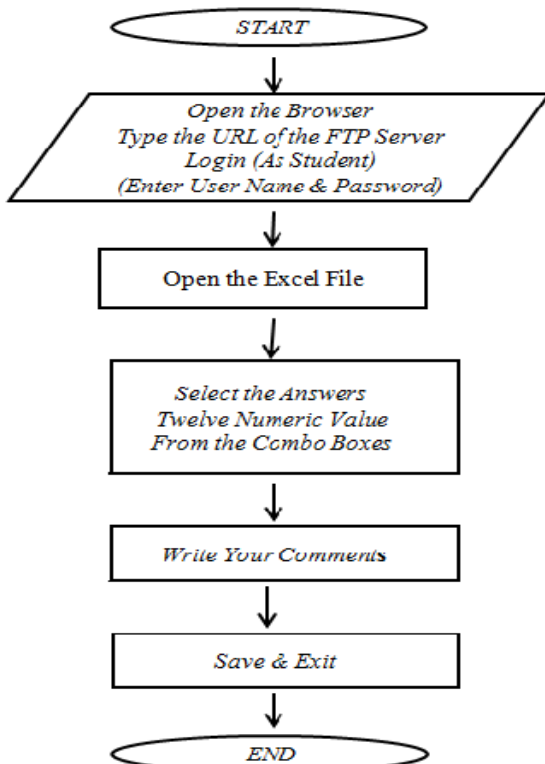 START
Open the Browser
Type the URL of the FTP Server
Login (As Student)
(Enter User Name & Password)
Open the Excel File
Select the Answers
Twelve Numeric Value
From the Combo Boxes
Write Your Comments
Save & Exit
END